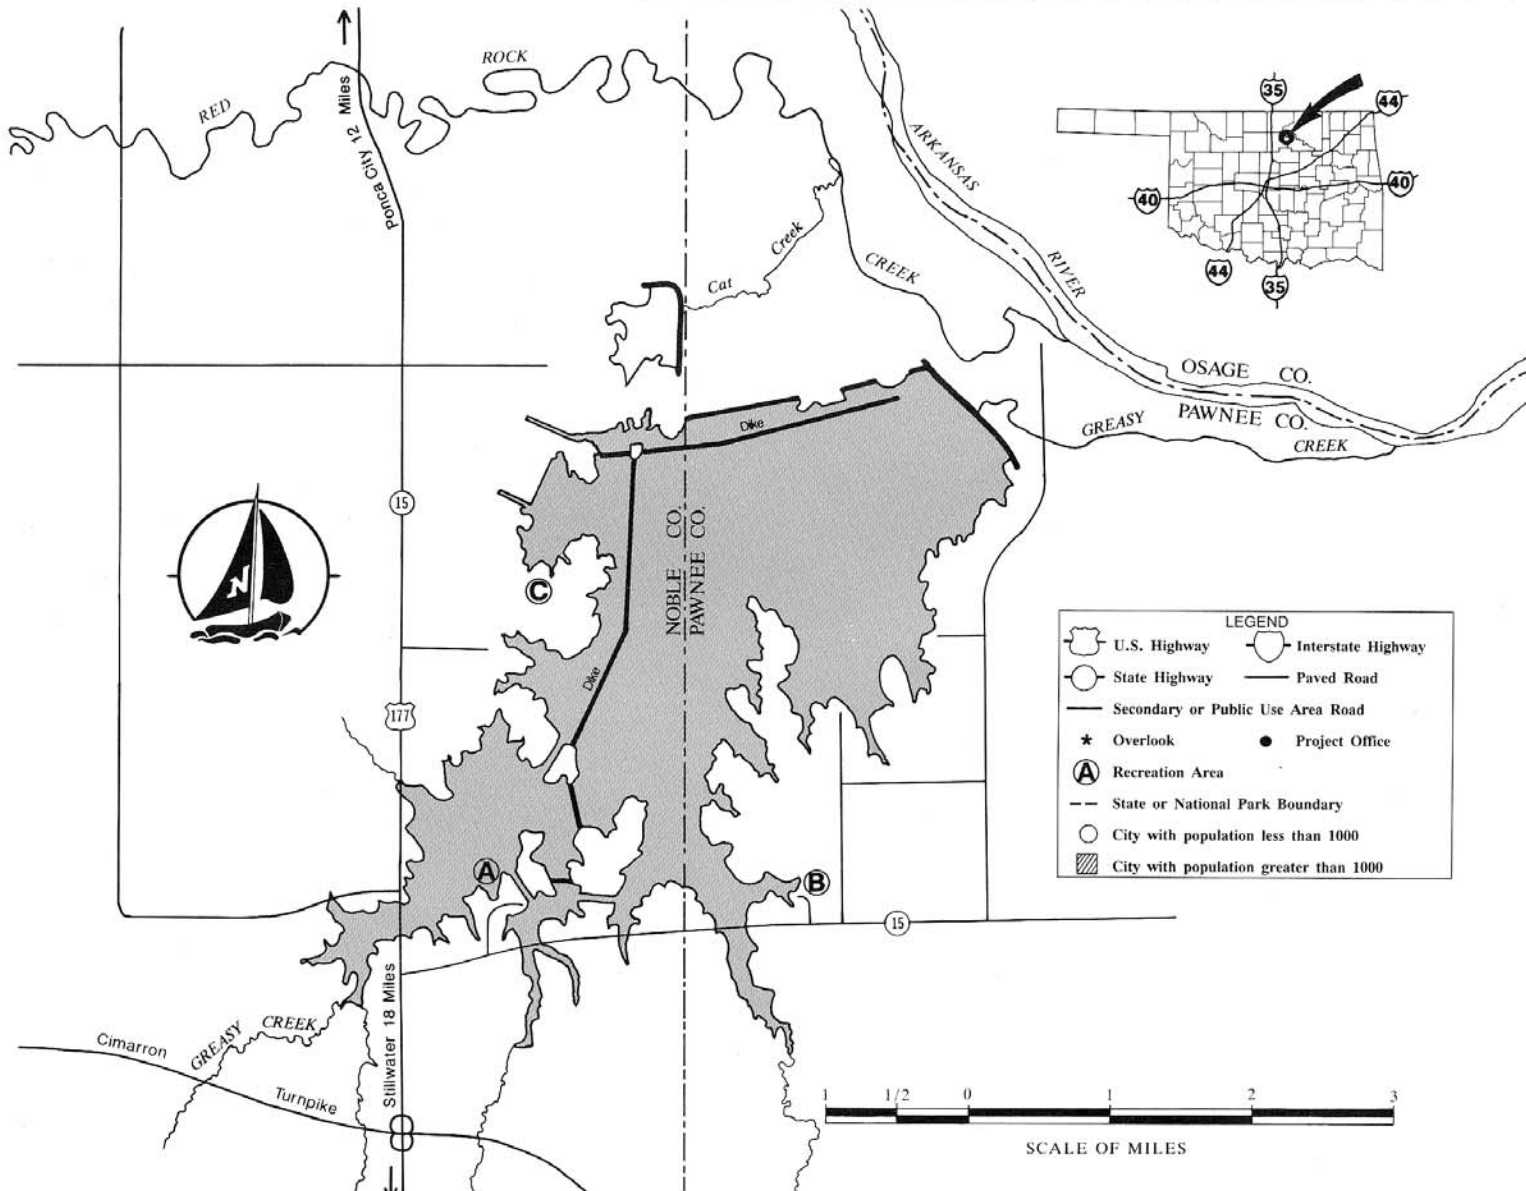 RED
ROCK
CREEK
Ponca City 12 Miles
ARKANSAS
RIVER
Cat Creek
35
44
40
40
44
35
OSAGE CO.
PAWNEE CO.
GREASY
CREEK
Dike
15
N
C
NOBLE CO.
PAWNEE CO.
Dike
177
A
B
15
LEGEND
U.S. Highway
Interstate Highway
State Highway
Paved Road
Secondary or Public Use Area Road
* Overlook
Project Office
A Recreation Area
State or National Park Boundary
City with population less than 1000
City with population greater than 1000
Stillwater 18 Miles
GREASY CREEK
Cimarron
Turnpike
1 1/2 0 1 2 3
SCALE OF MILES